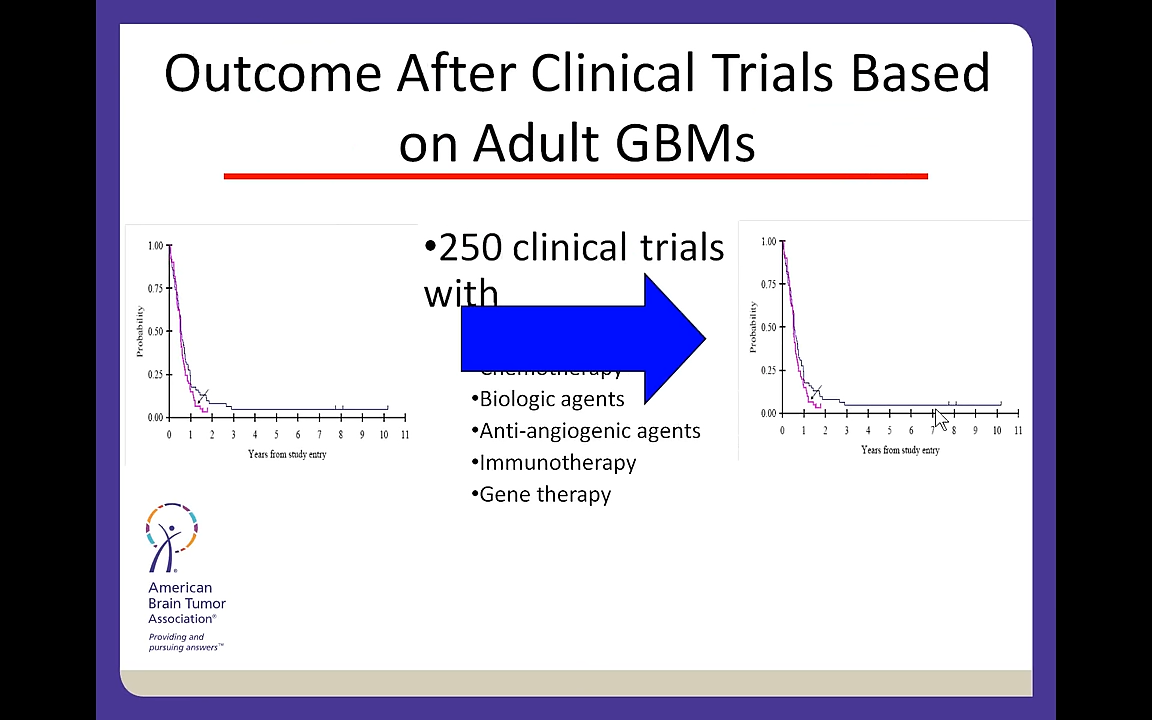 Outcome After Clinical Trials Based
on Adult GBMs
1.00
0.75
0.50
0.25
0.00
Probability
0 1 2 3 4 5 6 7 8 9 10 11
Years from study entry
•250 clinical trials
with
Chemotherapy
•Biologic agents
•Anti-angiogenic agents
•Immunotherapy
•Gene therapy
1.00
0.75
0.50
0.25
0.00
Probability
0 1 2 3 4 5 6 7 8 9 10 11
Years from study entry
American
Brain Tumor
Association®
Providing and
pursuing answers™